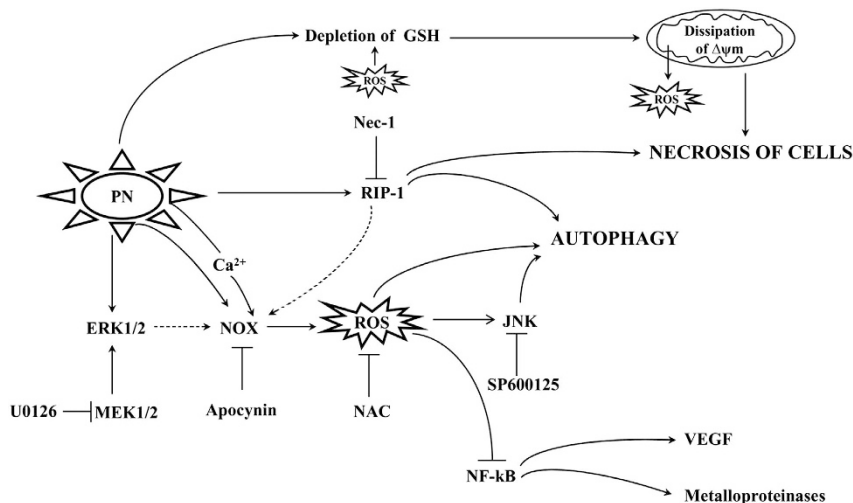 Depletion of GSH
Dissipation
of Δψm
ROS
ROS
Nec-1
NECROSIS OF CELLS
PN
RIP-1
AUTOPHAGY
Ca²⁺
ERK1/2
NOX
ROS
JNK
SP600125
U0126
MEK1/2
Apocynin
NAC
NF-kB
VEGF
Metalloproteinases